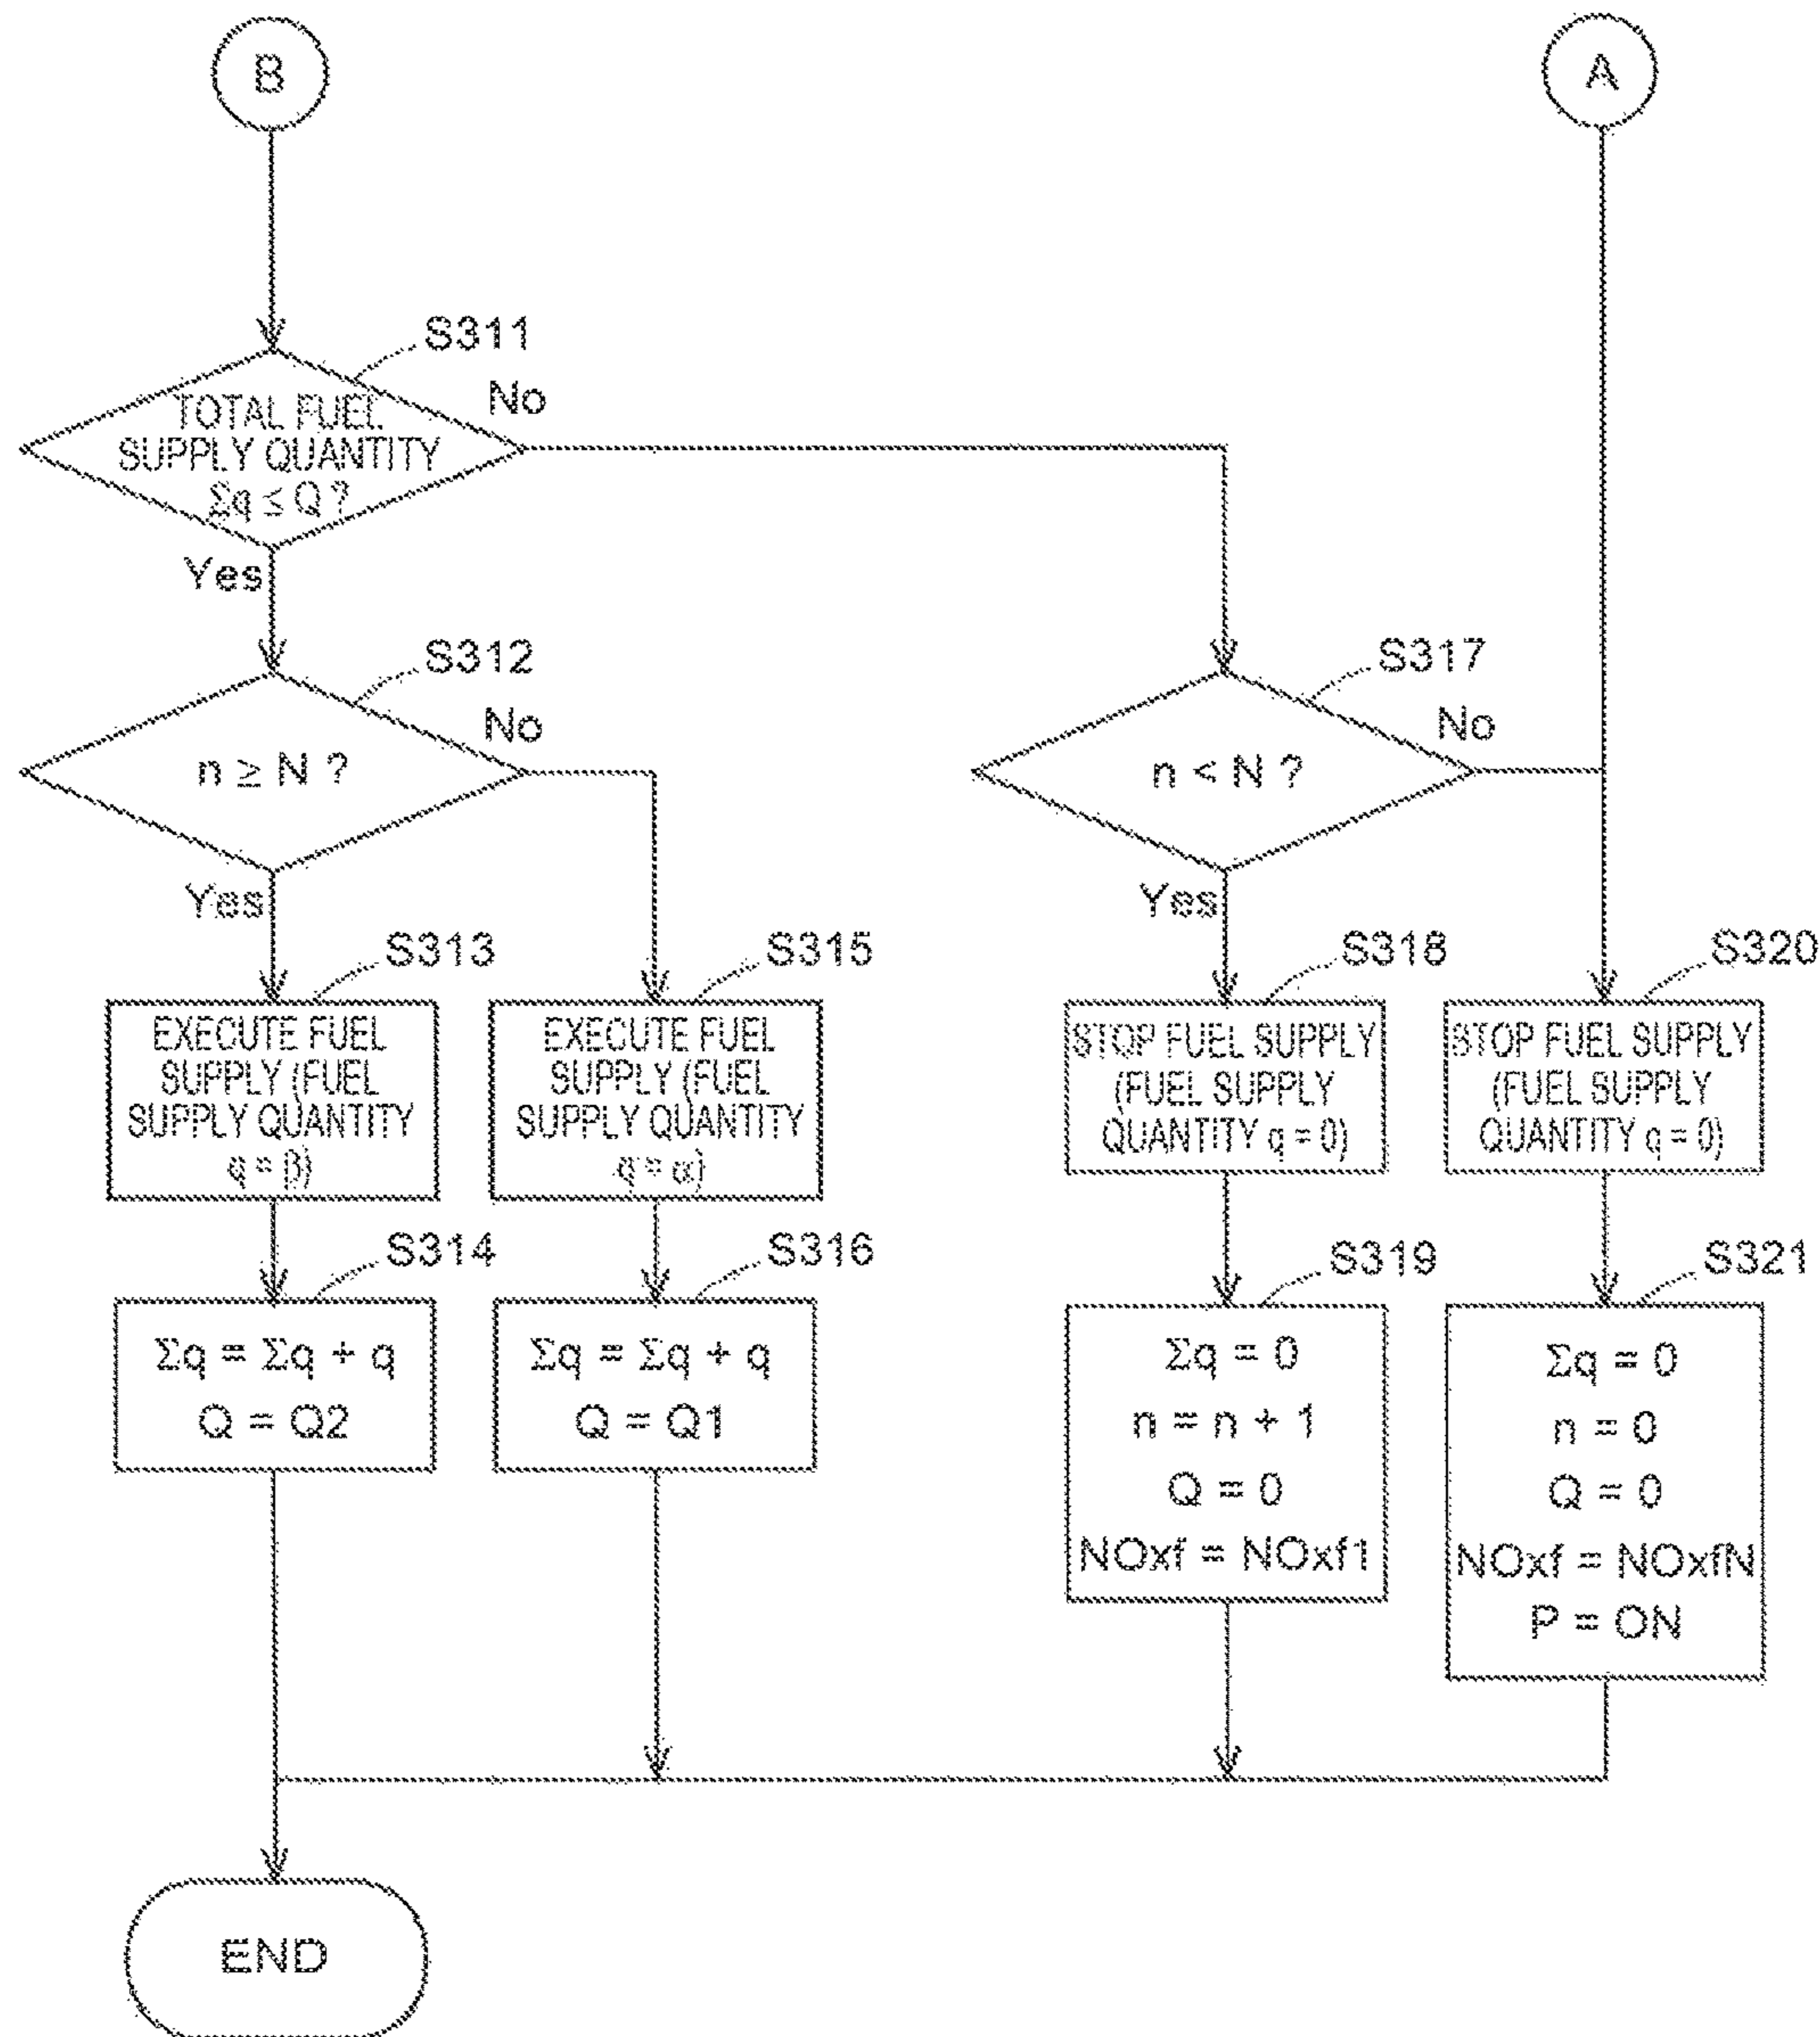 B
A
S311
No
TOTAL FUEL
SUPPLY QUANTITY
Σq ≤ Q ?
Yes
S312
No
n ≥ N ?
Yes
S317
No
n < N ?
Yes
S313
EXECUTE FUEL
SUPPLY (FUEL
SUPPLY QUANTITY
q = β)
S315
EXECUTE FUEL
SUPPLY (FUEL
SUPPLY QUANTITY
q = α)
S318
STOP FUEL SUPPLY
(FUEL SUPPLY
QUANTITY q = 0)
S320
STOP FUEL SUPPLY
(FUEL SUPPLY
QUANTITY q = 0)
S314
Σq = Σq + q
Q = Q2
S316
Σq = Σq + q
Q = Q1
S319
Σq = 0
n = n + 1
Q = 0
NOxf = NOxf1
S321
Σq = 0
n = 0
Q = 0
NOxf = NOxfN
P = ON
END